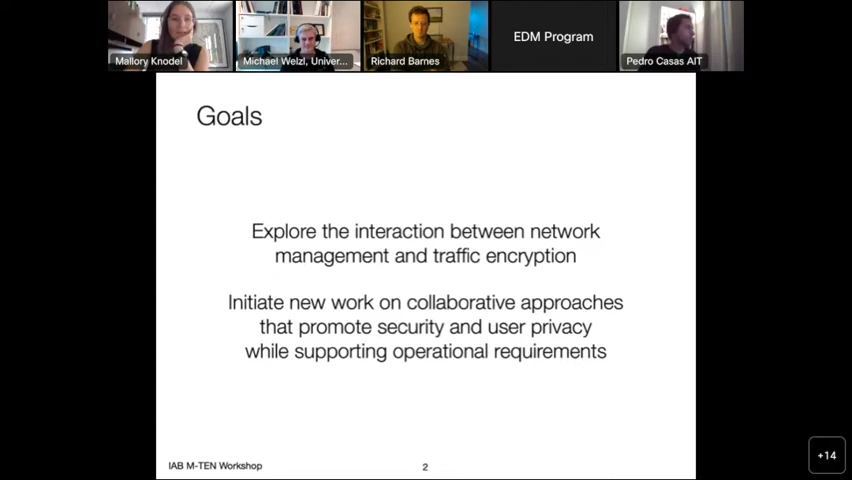 Mallory Knodel
Michael Welzl, Univer...
Richard Barnes
EDM Program
Pedro Casas AIT
Goals
Explore the interaction between network
management and traffic encryption
Initiate new work on collaborative approaches
that promote security and user privacy
while supporting operational requirements
IAB M-TEN Workshop
2
+14